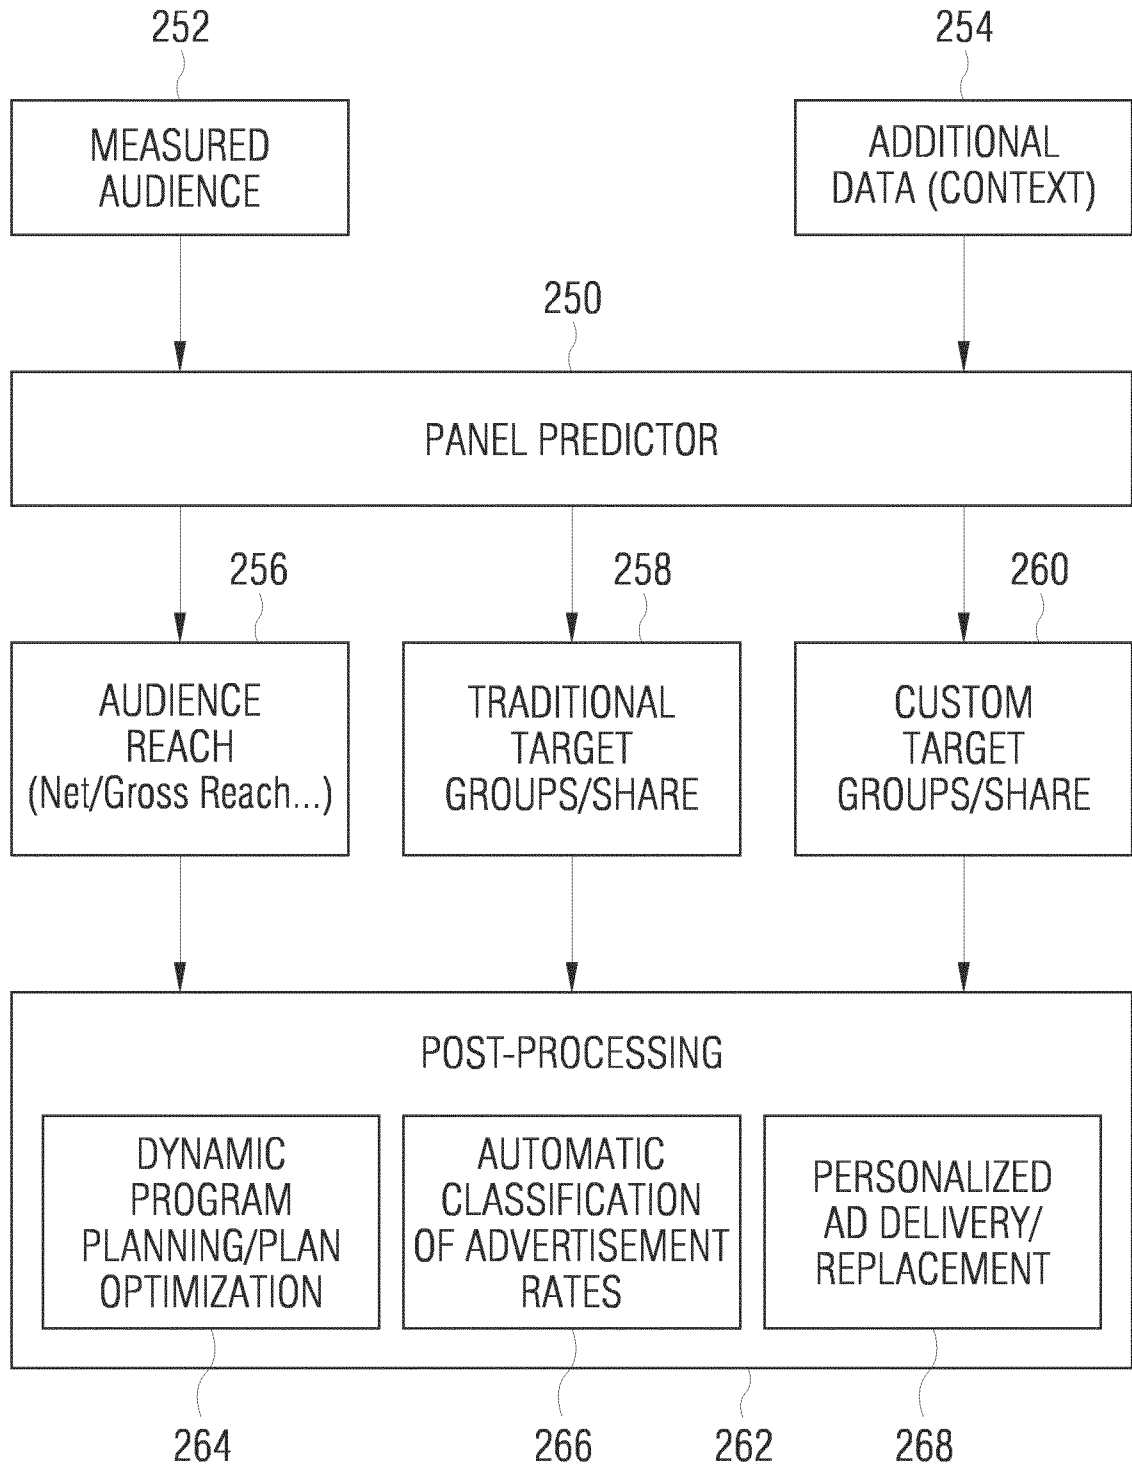 252
254
MEASURED
AUDIENCE
ADDITIONAL
DATA (CONTEXT)
250
PANEL PREDICTOR
256
258
260
AUDIENCE
REACH
(Net/Gross Reach...)
TRADITIONAL
TARGET
GROUPS/SHARE
CUSTOM
TARGET
GROUPS/SHARE
POST-PROCESSING
DYNAMIC
PROGRAM
PLANNING/PLAN
OPTIMIZATION
AUTOMATIC
CLASSIFICATION
OF ADVERTISEMENT
RATES
PERSONALIZED
AD DELIVERY/
REPLACEMENT
264
266
262
268